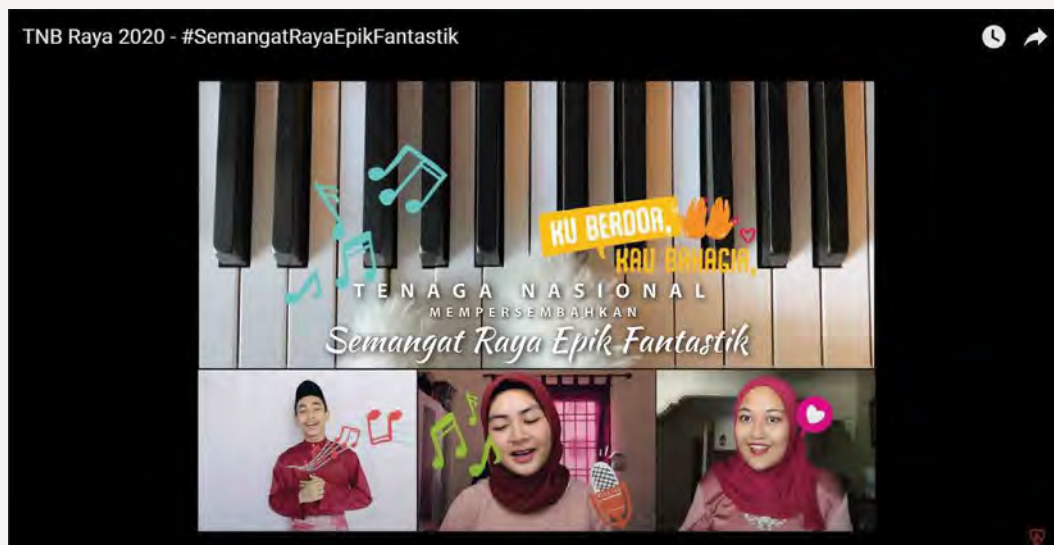 TNB Raya 2020 - #SemangatRayaEpikFantastik
KU BERDOA,
KAU BAHAGIA,
TENAGA NASIONAL
MEMPERSEMBAHKAN
Semangat Raya Epik Fantastik